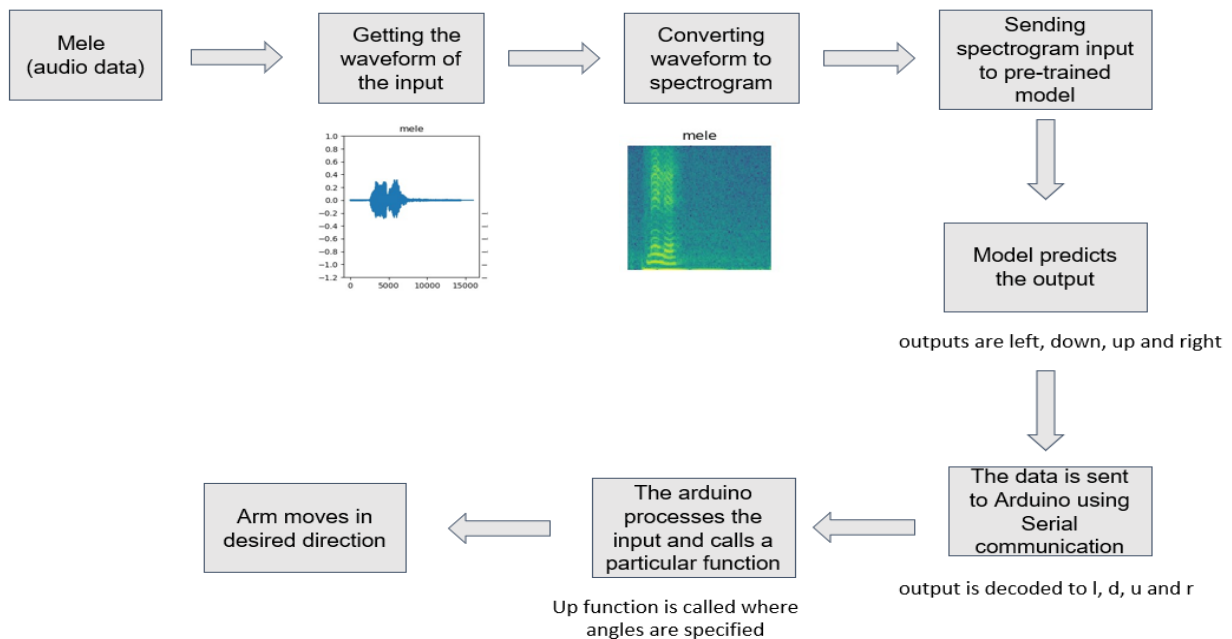 Mele
(audio data)
Getting the
waveform of
the input
Converting
waveform to
spectrogram
Sending
spectrogram input
to pre-trained
model
mele
1.0
0.8
0.6
0.4
0.2
0.0
−0.2
−0.4
−0.6
−0.8
−1.0
−1.2
0
5000
10000
15000
mele
Model predicts
the output
outputs are left, down, up and right
The data is sent
to Arduino using
Serial
communication
output is decoded to l, d, u and r
The arduino
processes the
input and calls a
particular function
Up function is called where
angles are specified
Arm moves in
desired direction